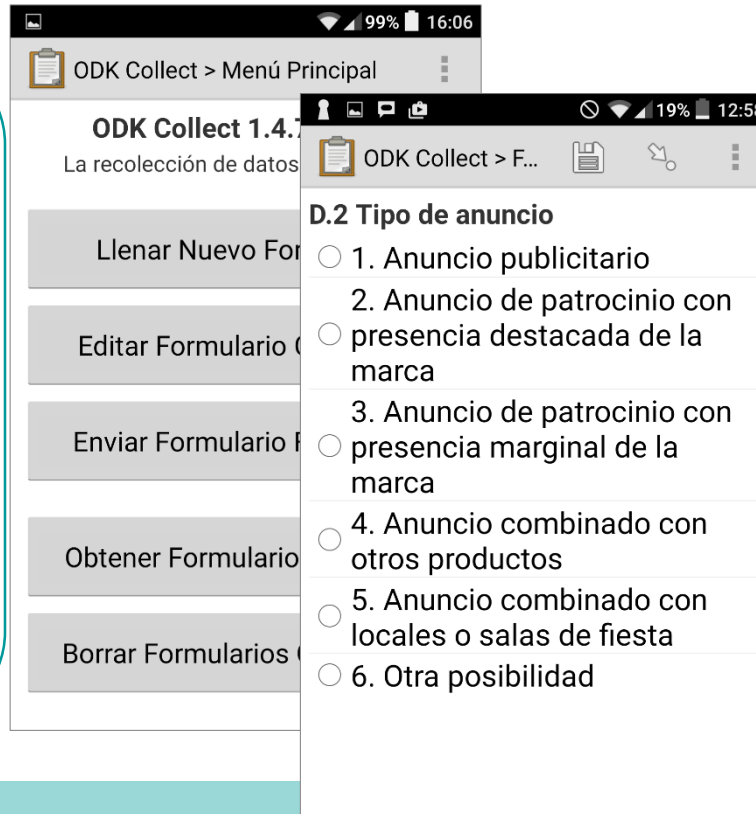 99% 16:06
ODK Collect > Menú Principal
ODK Collect 1.4.7
La recolección de datos
Llenar Nuevo For
Editar Formulario
Enviar Formulario
Obtener Formulario
Borrar Formularios
19% 12:58
ODK Collect > F...
D.2 Tipo de anuncio
1. Anuncio publicitario
2. Anuncio de patrocinio con
presencia destacada de la
marca
3. Anuncio de patrocinio con
presencia marginal de la
marca
4. Anuncio combinado con
otros productos
5. Anuncio combinado con
locales o salas de fiesta
6. Otra posibilidad